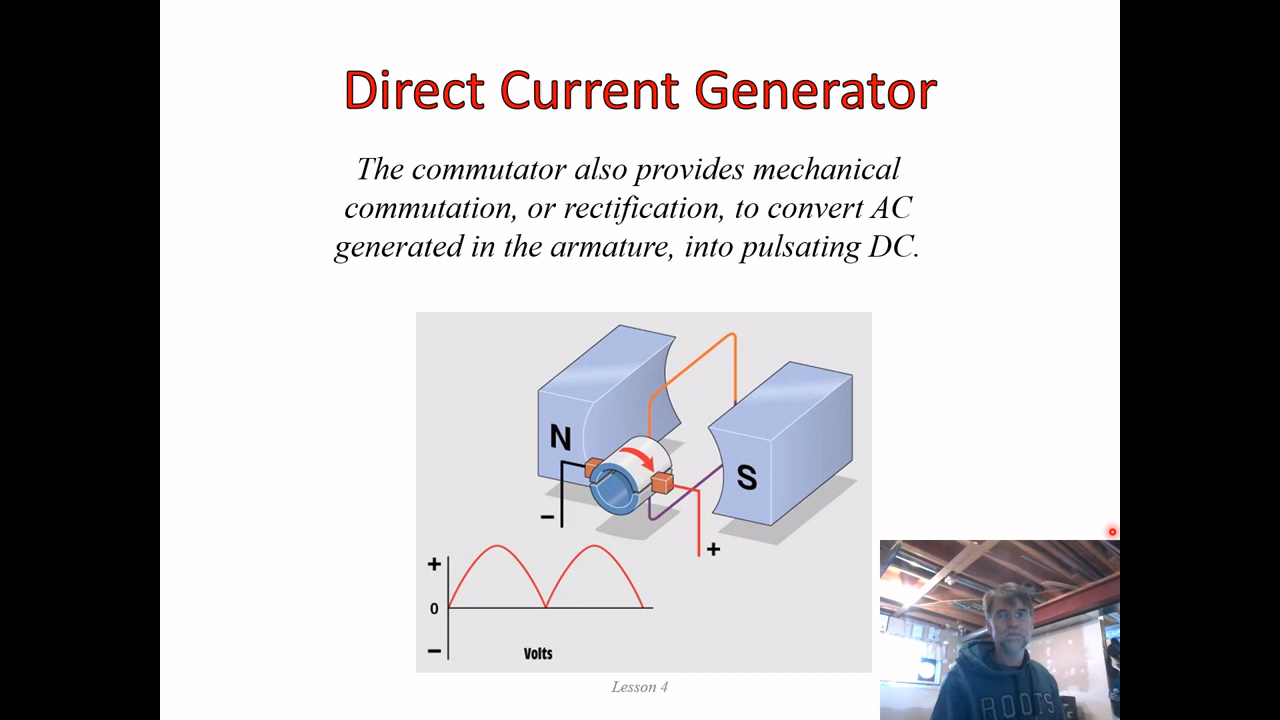 Direct Current Generator
The commutator also provides mechanical
commutation, or rectification, to convert AC
generated in the armature, into pulsating DC.
N
S
–
+
+
0
–
Volts
Lesson 4
ROOTS